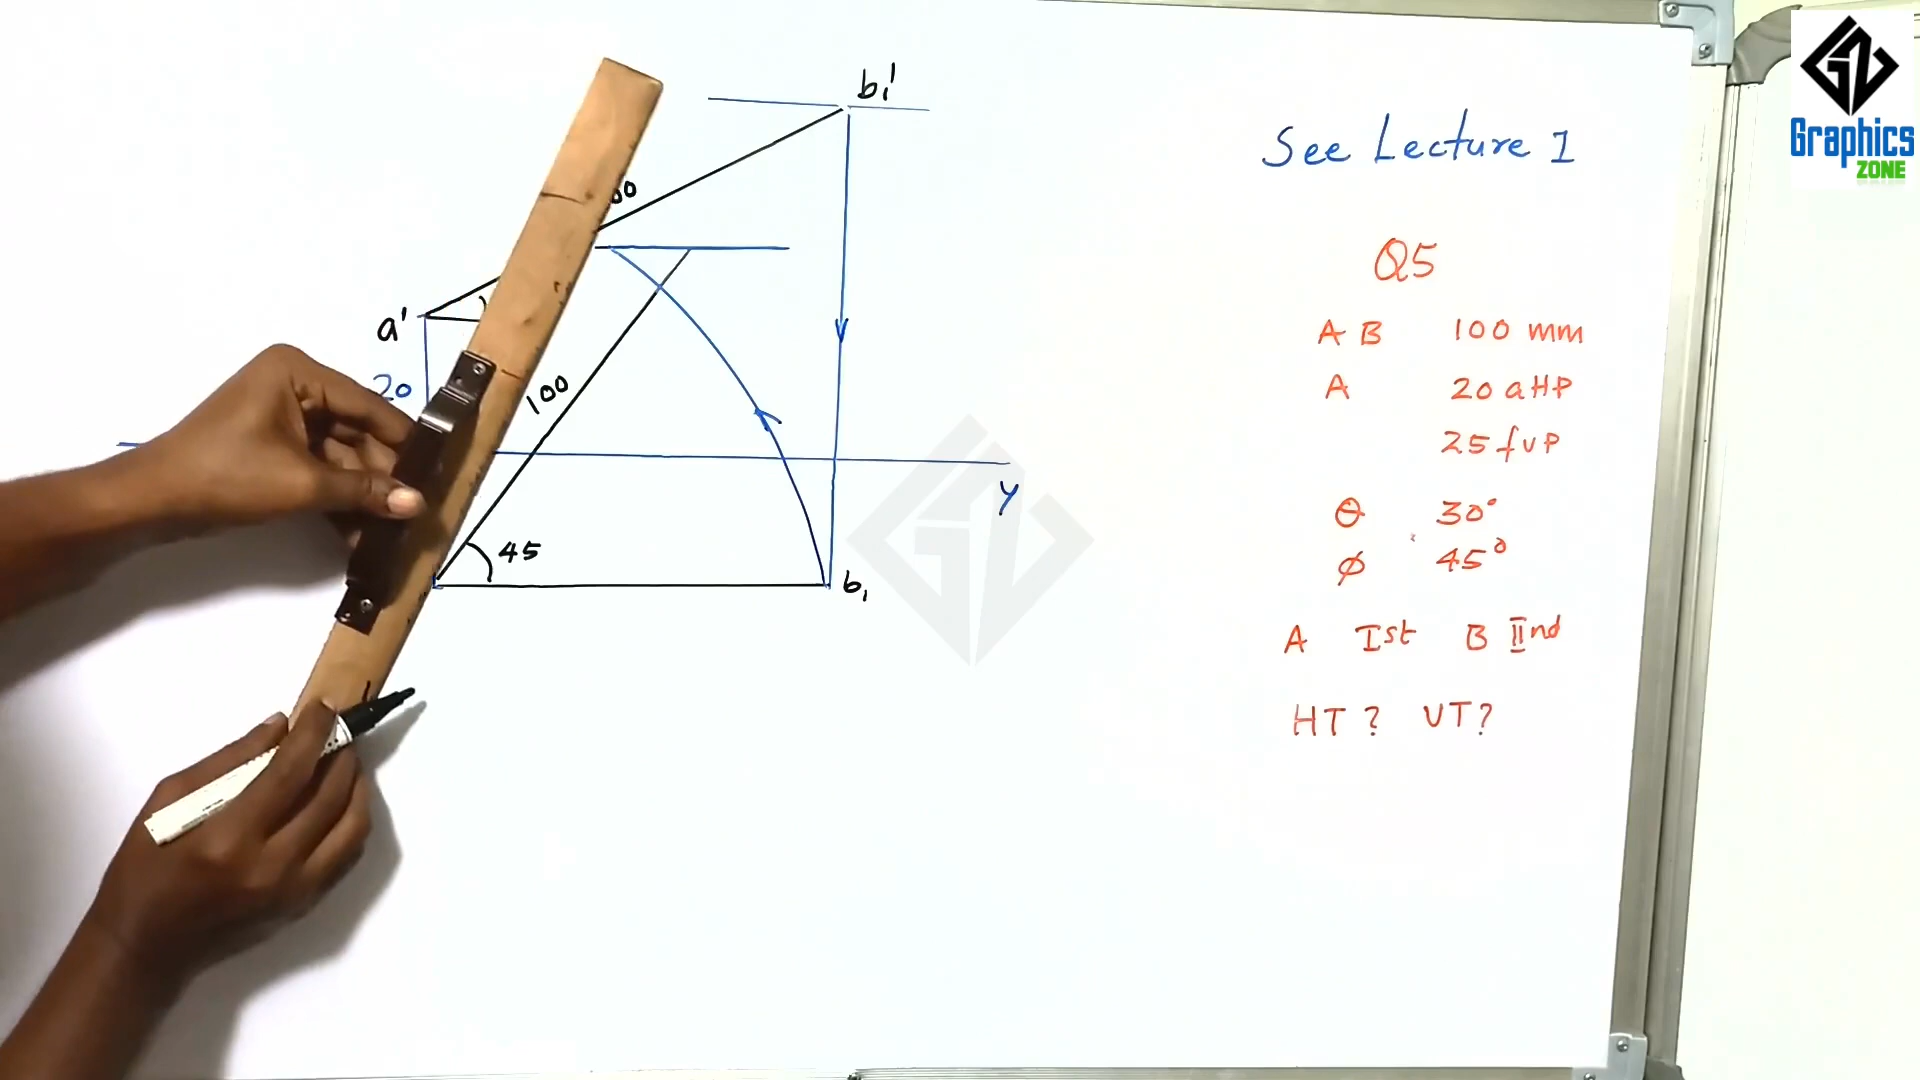 b₁'
See Lecture 1
Graphics
ZONE
00
Q5
a'
A B 100 mm
20
100
A 20 aHP
25 fVP
y
θ 30°
45
φ 45°
b₁
A Ist B IInd
HT ? VT?